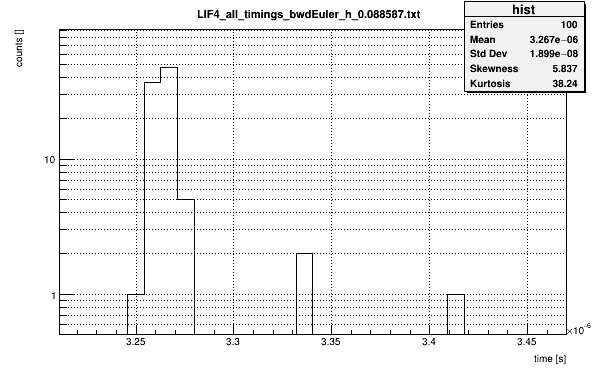 LIF4_all_timings_bwdEuler_h_0.088587.txt
hist
Entries 100
Mean 3.267e−06
Std Dev 1.899e−08
Skewness 5.837
Kurtosis 38.24
counts []
10
1
3.25 3.3 3.35 3.4 3.45
×10⁻⁶
time [s]